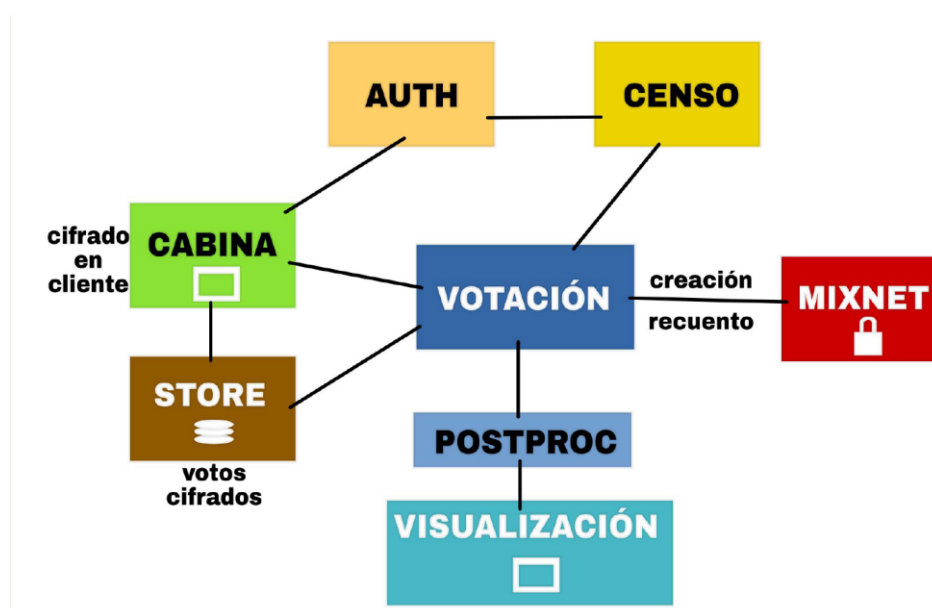 AUTH
CENSO
cifrado
en
cliente
CABINA
VOTACIÓN
creación
recuento
MIXNET
STORE
votos
cifrados
POSTPROC
VISUALIZACIÓN